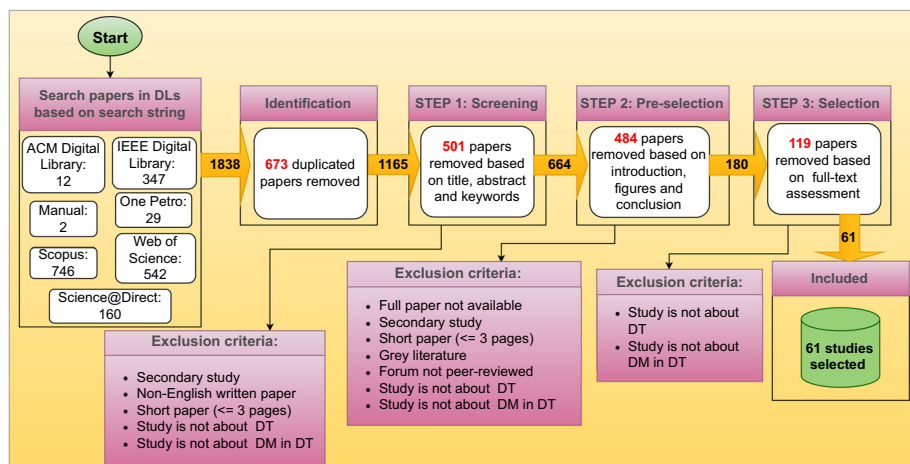 Start
Search papers in DLs
based on search string
ACM Digital
Library:
12
IEEE Digital
Library:
347
Manual:
2
One Petro:
29
Scopus:
746
Web of
Science:
542
Science@Direct:
160
1838
Identification
673 duplicated
papers removed
1165
STEP 1: Screening
501 papers
removed based on
title, abstract
and keywords
664
STEP 2: Pre-selection
484 papers
removed based on
introduction,
figures and
conclusion
180
STEP 3: Selection
119 papers
removed based on
full-text
assessment
61
Included
61 studies
selected
Exclusion criteria:
• Secondary study
• Non-English written paper
• Short paper (<= 3 pages)
• Study is not about DT
• Study is not about DM in DT
Exclusion criteria:
• Full paper not available
• Secondary study
• Short paper (<= 3 pages)
• Grey literature
• Forum not peer-reviewed
• Study is not about DT
• Study is not about DM in DT
Exclusion criteria:
• Study is not about
DT
• Study is not about
DM in DT